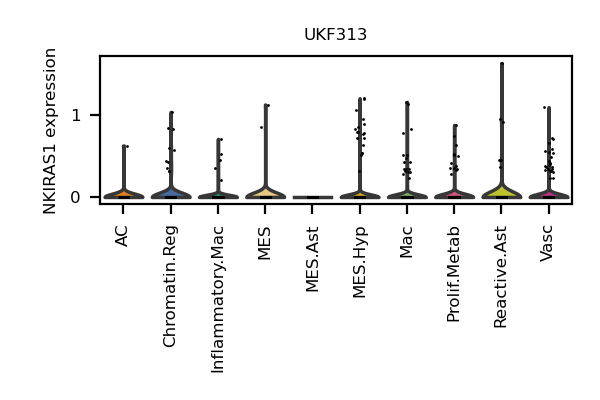 UKF313
NKIRAS1 expression
1
0
AC
Chromatin.Reg
Inflammatory.Mac
MES
MES.Ast
MES.Hyp
Mac
Prolif.Metab
Reactive.Ast
Vasc